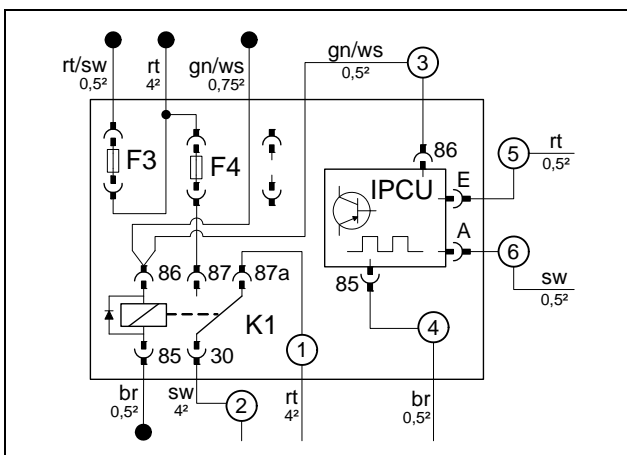 rt/sw
0,5²
rt
4²
gn/ws
0,75²
gn/ws
0,5²
3
86
5
rt
0,5²
F3
F4
IPCU
E
A
6
sw
0,5²
86
87
87a
85
K1
4
85
30
1
br
0,5²
sw
4²
2
rt
4²
br
0,5²